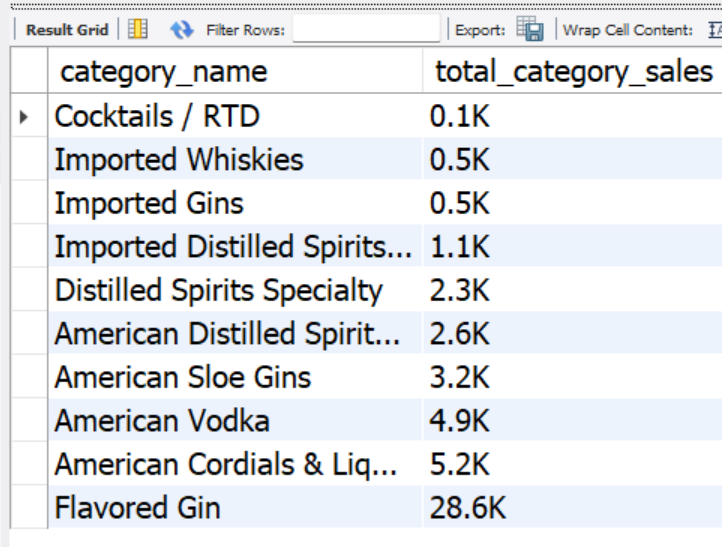 Result Grid Filter Rows: Export: Wrap Cell Content:
category_name total_category_sales
Cocktails / RTD 0.1K
Imported Whiskies 0.5K
Imported Gins 0.5K
Imported Distilled Spirits... 1.1K
Distilled Spirits Specialty 2.3K
American Distilled Spirit... 2.6K
American Sloe Gins 3.2K
American Vodka 4.9K
American Cordials & Liq... 5.2K
Flavored Gin 28.6K